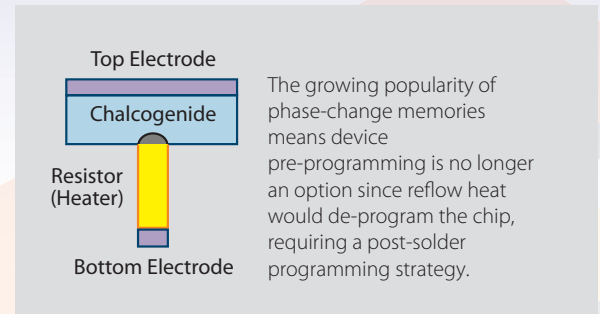 Top Electrode
Chalcogenide
Resistor
(Heater)
Bottom Electrode
The growing popularity of
phase-change memories
means device
pre-programming is no longer
an option since reflow heat
would de-program the chip,
requiring a post-solder
programming strategy.